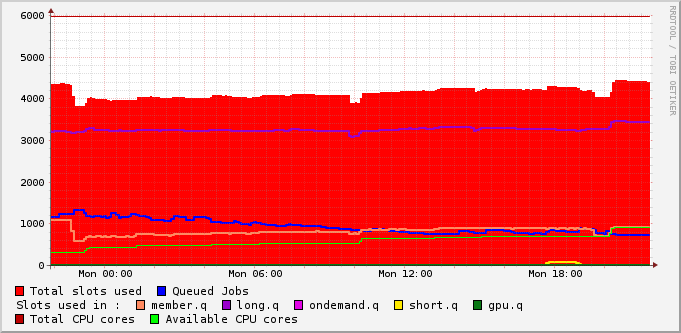 6000
5000
4000
3000
2000
1000
0
Mon 00:00 Mon 06:00 Mon 12:00 Mon 18:00
Total slots used Queued Jobs
Slots used in : member.q long.q ondemand.q short.q gpu.q
Total CPU cores Available CPU cores
RRDTOOL / TOBI OETIKER